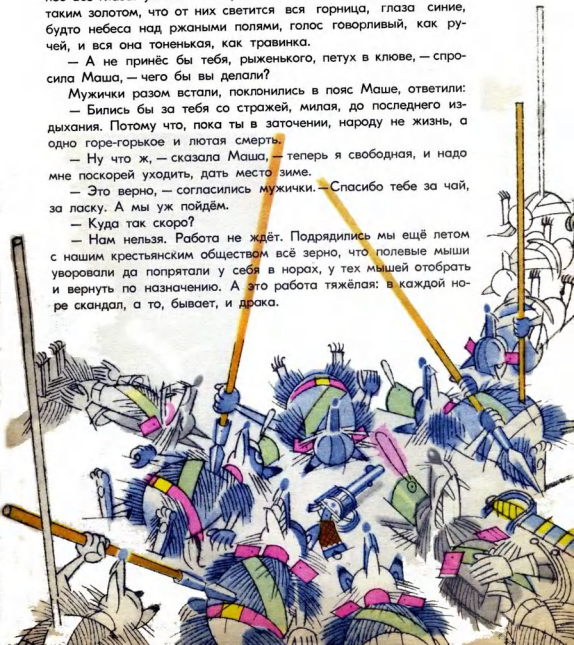 таким золотом, что от них светится вся горница, глаза синие,
будто небеса над ржаными полями, голос говорливый, как ру-
чей, и вся она тоненькая, как травинка.
— А не принёс бы тебя, рыженького, петух в клюве, — спро-
сила Маша, — чего бы вы делали?
Мужички разом встали, поклонились в пояс Маше, ответили:
— Бились бы за тебя со стражей, милая, до последнего из-
дыхания. Потому что, пока ты в заточении, народу не жизнь, а
одно горе-горькое и лютая смерть.
— Ну что ж, — сказала Маша, — теперь я свободная, и надо
мне поскорей уходить, дать место зиме.
— Это верно, — согласились мужички. — Спасибо тебе за чай,
за ласку. А мы уж пойдём.
— Куда так скоро?
— Нам нельзя. Работа не ждёт. Подрядились мы ещё летом
с нашим крестьянским обществом всё зерно, что полевые мыши
уворовали да попрятали у себя в норах, у тех мышей отобрать
и вернуть по назначению. А это работа тяжёлая: в каждой но-
ре скандал, а то, бывает, и драка.